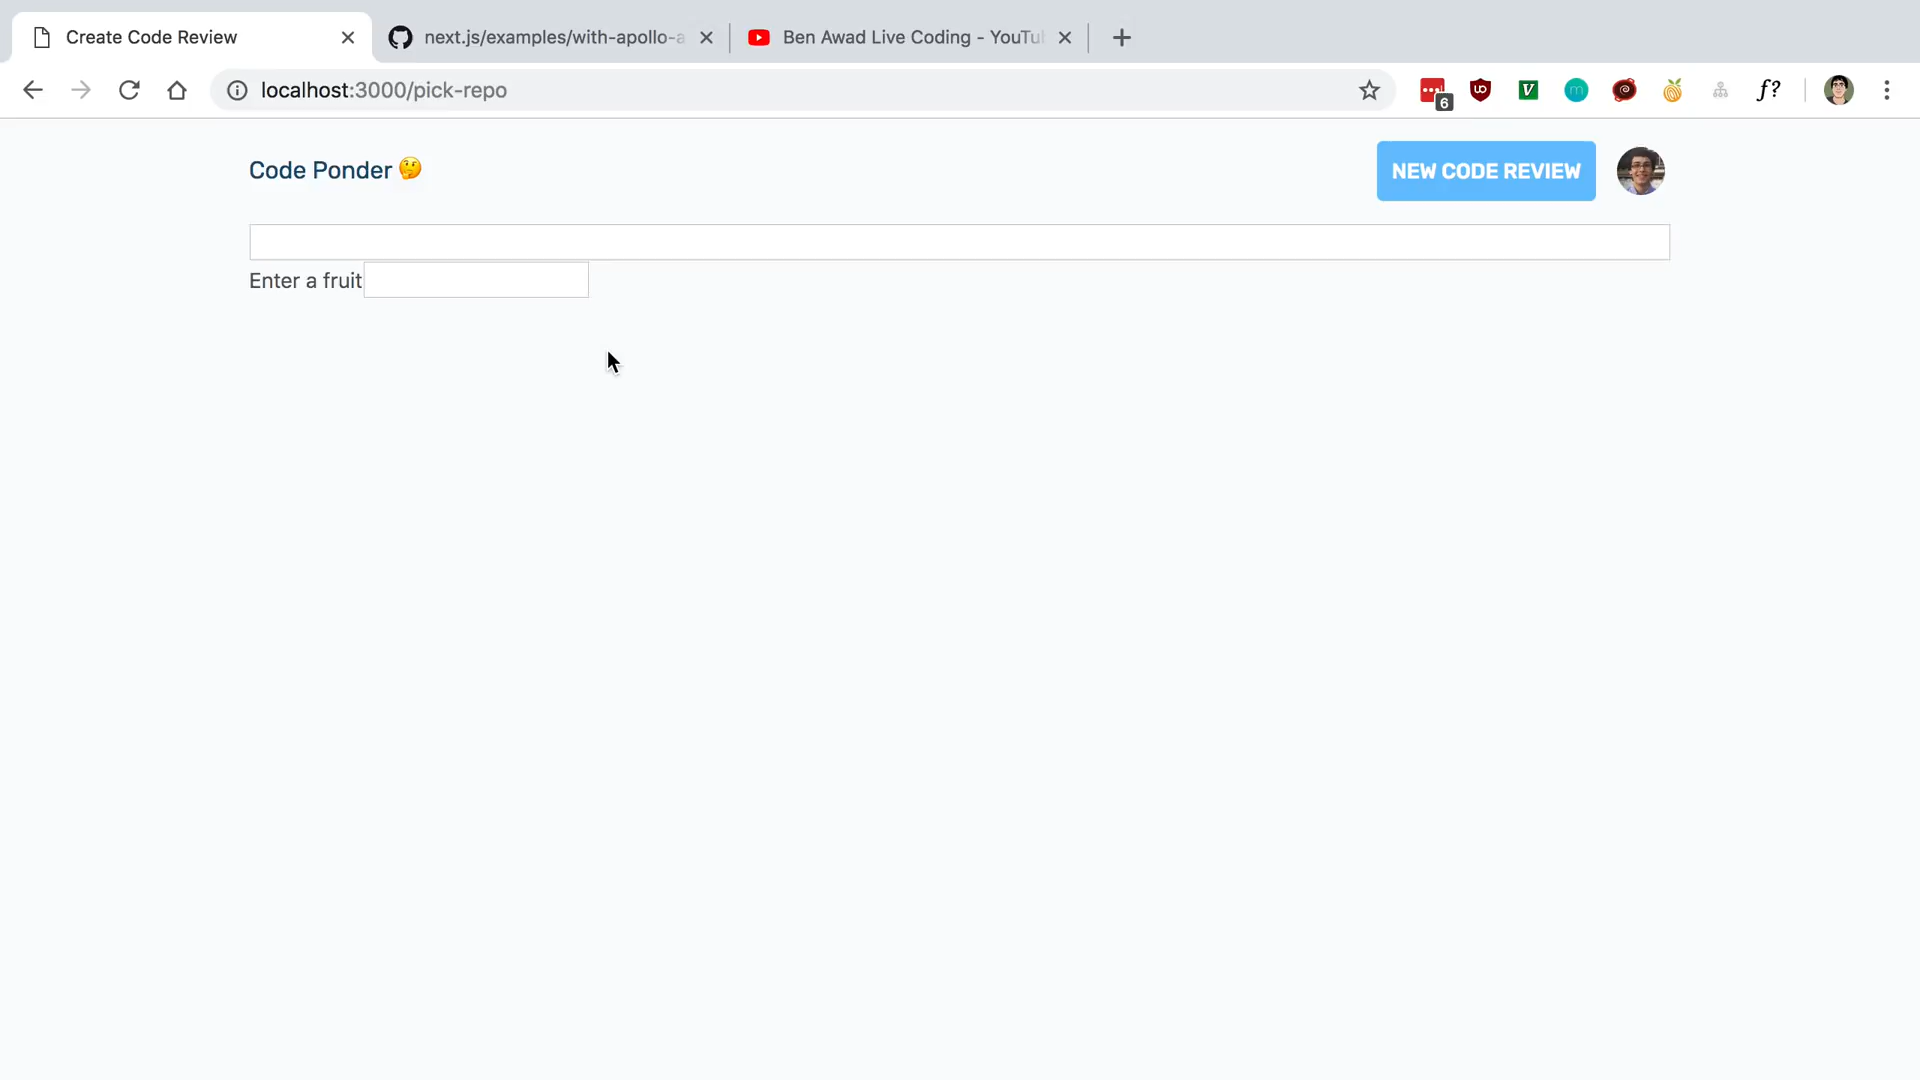 Create Code Review
next.js/examples/with-apollo-a
Ben Awad Live Coding - YouTu
localhost:3000/pick-repo
6
f?
Code Ponder 🤔
NEW CODE REVIEW
Enter a fruit